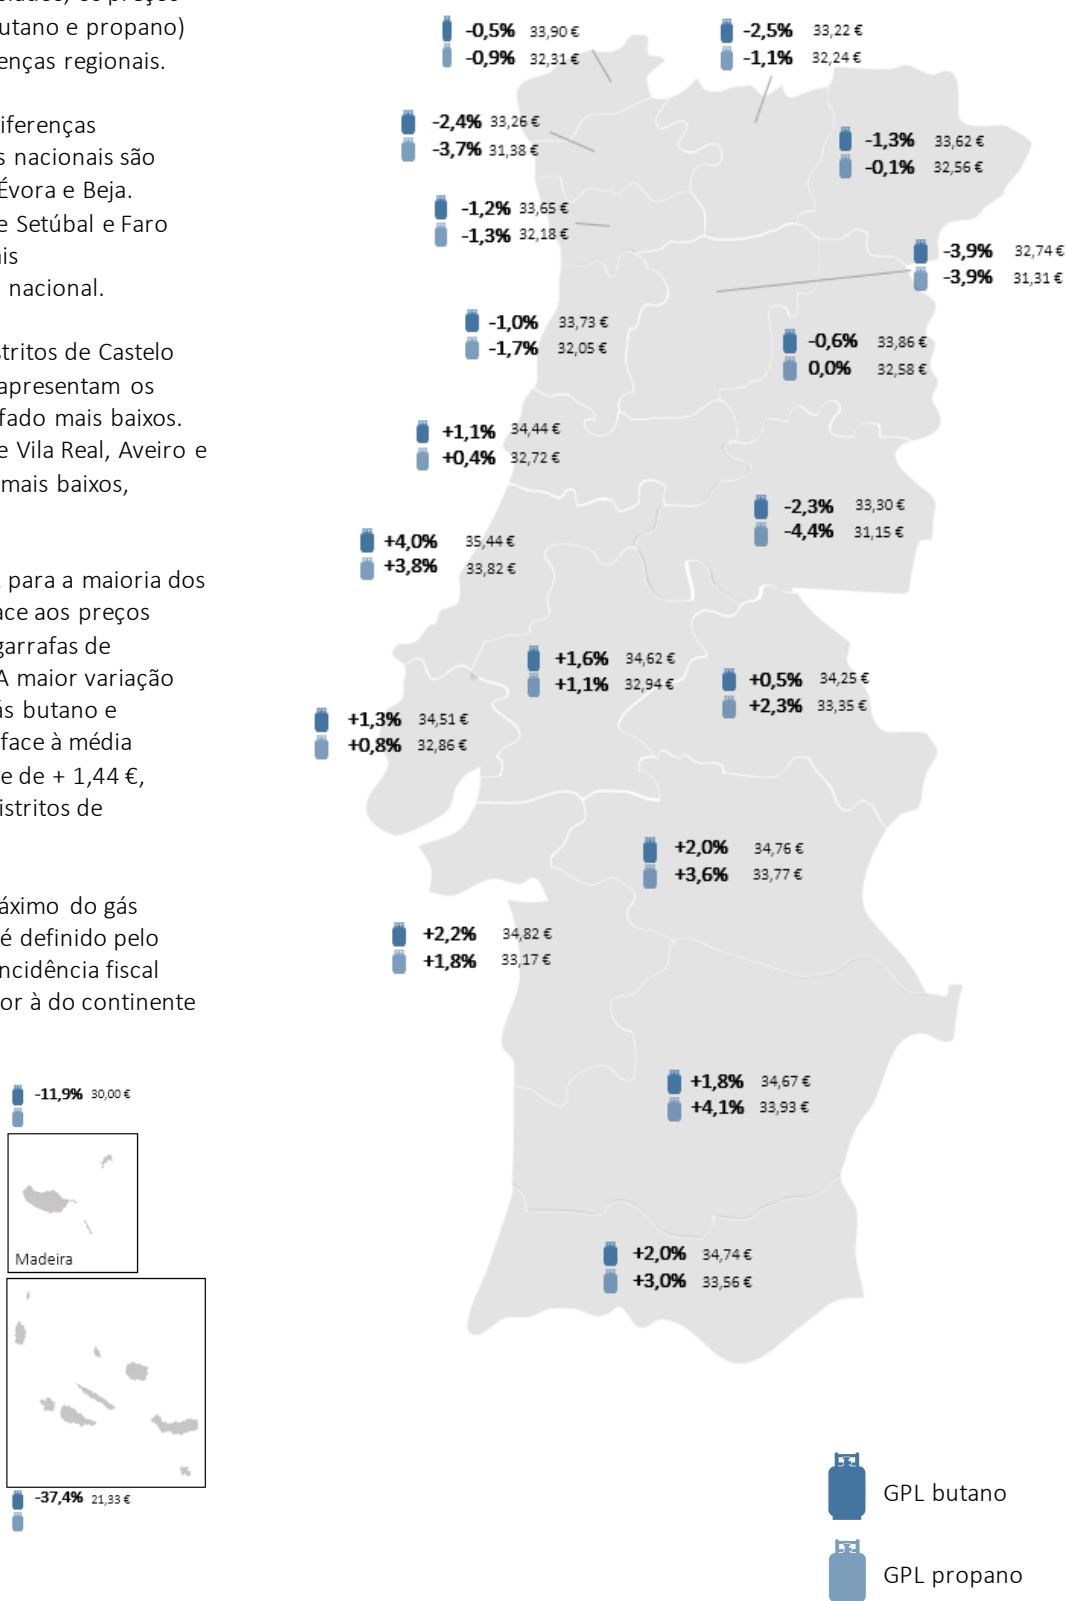 utano e propano)
enças regionais.
iferenças
s nacionais são
Évora e Beja.
e Setúbal e Faro
is
nacional.
stritos de Castelo
apresentam os
fado mais baixos.
e Vila Real, Aveiro e
mais baixos,
para a maioria dos
ace aos preços
garrafas de
A maior variação
ás butano e
face à média
e de + 1,44 €,
istritos de
áximo do gás
é definido pelo
ncidência fiscal
or à do continente
-0,5% 33,90 €
-0,9% 32,31 €
-2,5% 33,22 €
-1,1% 32,24 €
-2,4% 33,26 €
-3,7% 31,38 €
-1,3% 33,62 €
-0,1% 32,56 €
-1,2% 33,65 €
-1,3% 32,18 €
-3,9% 32,74 €
-3,9% 31,31 €
-1,0% 33,73 €
-1,7% 32,05 €
-0,6% 33,86 €
0,0% 32,58 €
+1,1% 34,44 €
+0,4% 32,72 €
-2,3% 33,30 €
-4,4% 31,15 €
+4,0% 35,44 €
+3,8% 33,82 €
+1,6% 34,62 €
+1,1% 32,94 €
+0,5% 34,25 €
+2,3% 33,35 €
+1,3% 34,51 €
+0,8% 32,86 €
+2,0% 34,76 €
+3,6% 33,77 €
+2,2% 34,82 €
+1,8% 33,17 €
+1,8% 34,67 €
+4,1% 33,93 €
+2,0% 34,74 €
+3,0% 33,56 €
-11,9% 30,00 €
Madeira
-37,4% 21,33 €
GPL butano
GPL propano